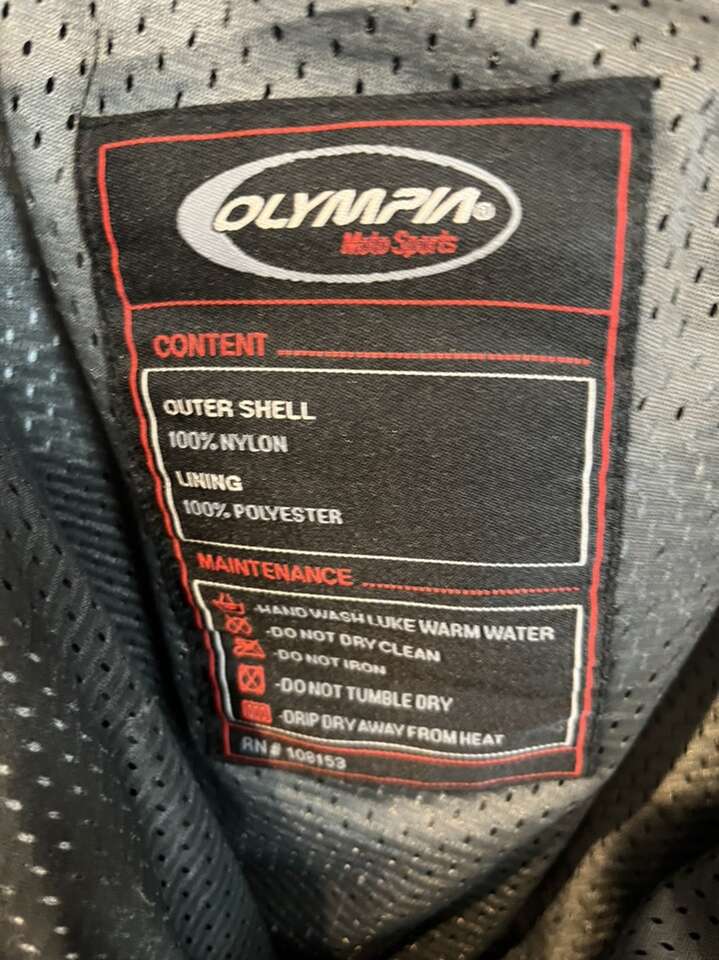 OLYMPIA®
Moto Sports
CONTENT
OUTER SHELL
100% NYLON
LINING
100% POLYESTER
MAINTENANCE
-HAND WASH LUKE WARM WATER
-DO NOT DRY CLEAN
-DO NOT IRON
-DO NOT TUMBLE DRY
-DRIP DRY AWAY FROM HEAT
RN # 108153